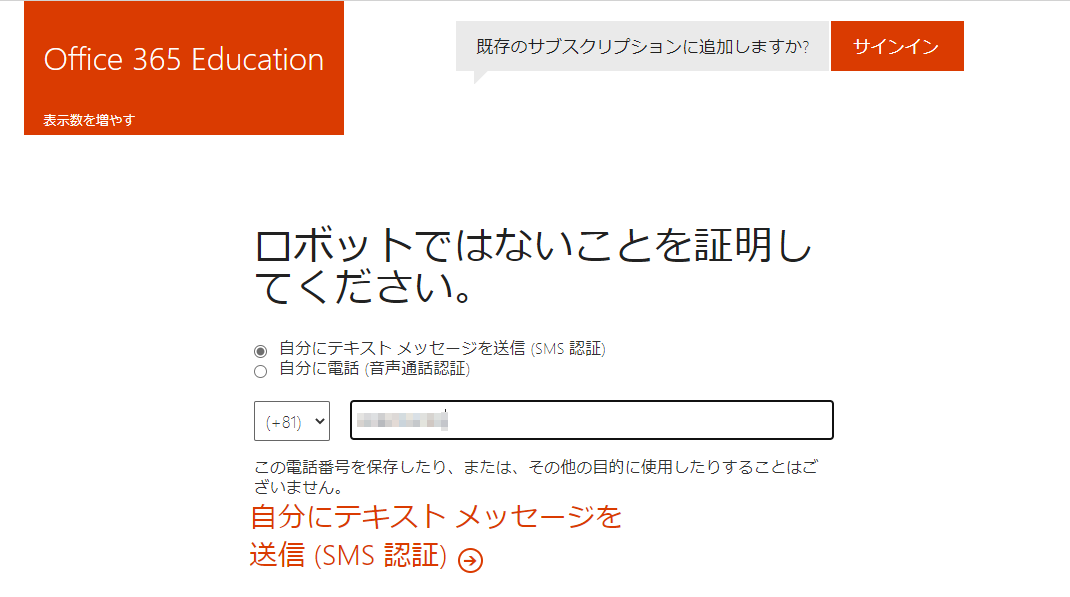 Office 365 Education
表示数を増やす
既存のサブスクリプションに追加しますか?
サインイン
ロボットではないことを証明し
てください。
自分にテキスト メッセージを送信 (SMS 認証)
自分に電話 (音声通話認証)
(+81)
この電話番号を保存したり、または、その他の目的に使用したりすることはご
ざいません。
自分にテキスト メッセージを
送信 (SMS 認証)